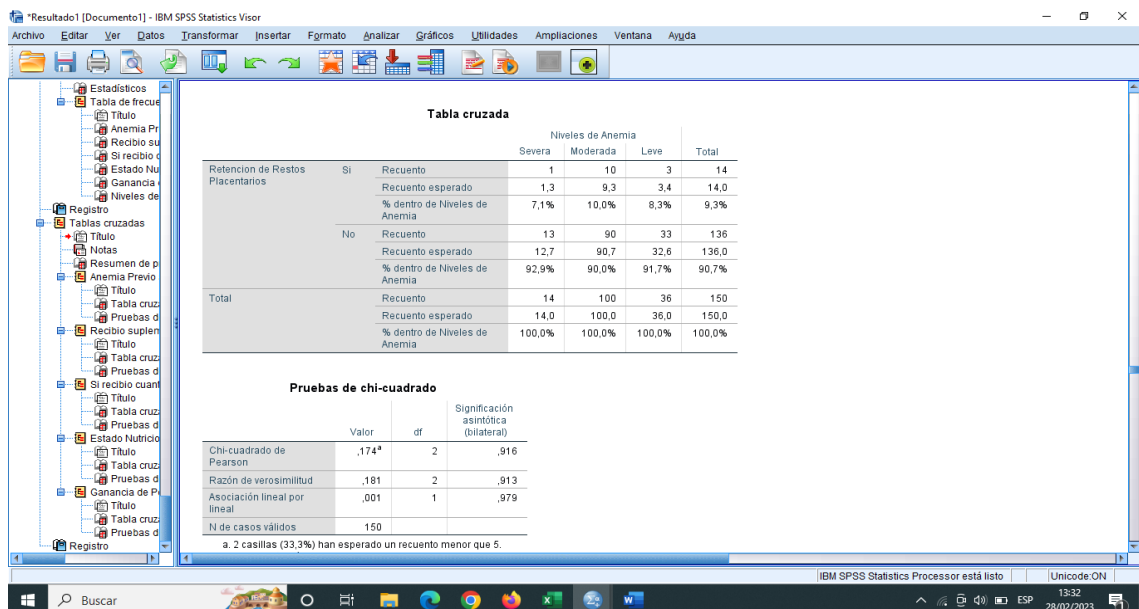 *Resultado1 [Documento1] - IBM SPSS Statistics Visor
Archivo Editar Ver Datos Transformar Insertar Formato Analizar Gráficos Utilidades Ampliaciones Ventana Ayuda
Estadísticos
Tabla de frecue
Título
Anemia Pr
Recibio su
Si recibio c
Estado Nu
Ganancia
Niveles de
Registro
Tablas cruzadas
Título
Notas
Resumen de p
Anemia Previo
Título
Tabla cruz
Pruebas d
Recibio suplem
Título
Tabla cruz
Pruebas d
Si recibio cuant
Título
Tabla cruz
Pruebas d
Estado Nutricio
Título
Tabla cruz
Pruebas d
Ganancia de P
Título
Tabla cruz
Pruebas d
Registro
Tabla cruzada
Niveles de Anemia
Severa Moderada Leve Total
Retencion de Restos Placentarios Si Recuento 1 10 3 14
Recuento esperado 1,3 9,3 3,4 14,0
% dentro de Niveles de Anemia 7,1% 10,0% 8,3% 9,3%
No Recuento 13 90 33 136
Recuento esperado 12,7 90,7 32,6 136,0
% dentro de Niveles de Anemia 92,9% 90,0% 91,7% 90,7%
Total Recuento 14 100 36 150
Recuento esperado 14,0 100,0 36,0 150,0
% dentro de Niveles de Anemia 100,0% 100,0% 100,0% 100,0%
Pruebas de chi-cuadrado
Valor df Significación asintótica (bilateral)
Chi-cuadrado de Pearson ,174a 2 ,916
Razón de verosimilitud ,181 2 ,913
Asociación lineal por lineal ,001 1 ,979
N de casos válidos 150
a. 2 casillas (33,3%) han esperado un recuento menor que 5.
IBM SPSS Statistics Processor está listo Unicode:ON
Buscar
ESP
13:32
28/02/2023